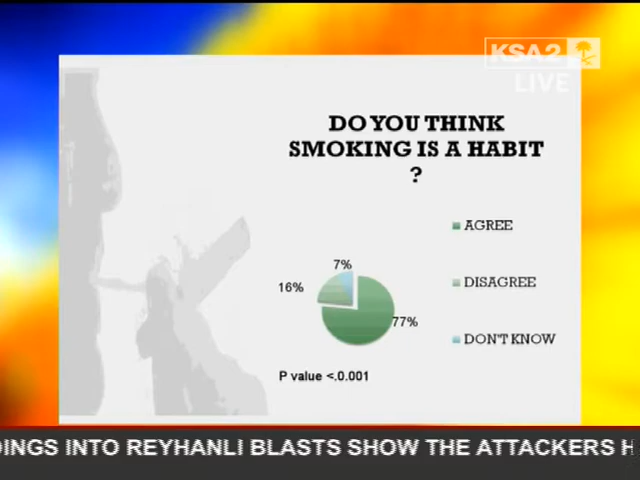 KSA2
LIVE
DO YOU THINK
SMOKING IS A HABIT
?
AGREE
7%
16%
DISAGREE
77%
DON'T KNOW
P value <.0.001
INTO REYHANLI BLASTS SHOW THE ATTACKERS